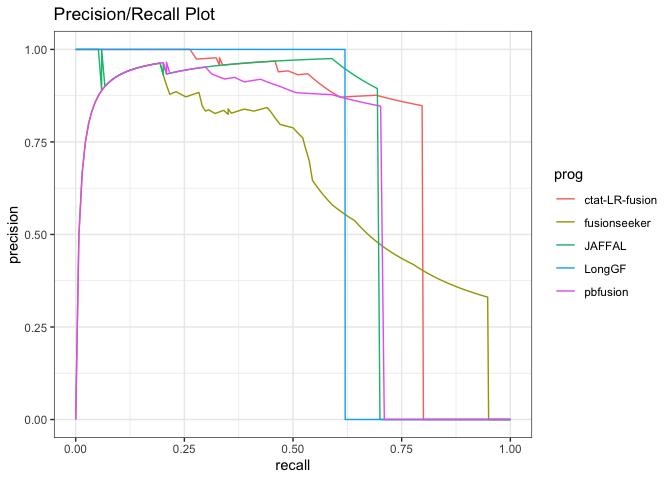 Precision/Recall Plot
1.00
0.75
0.50
0.25
0.00
precision
0.00 0.25 0.50 0.75 1.00
recall
prog
ctat-LR-fusion
fusionseeker
JAFFAL
LongGF
pbfusion